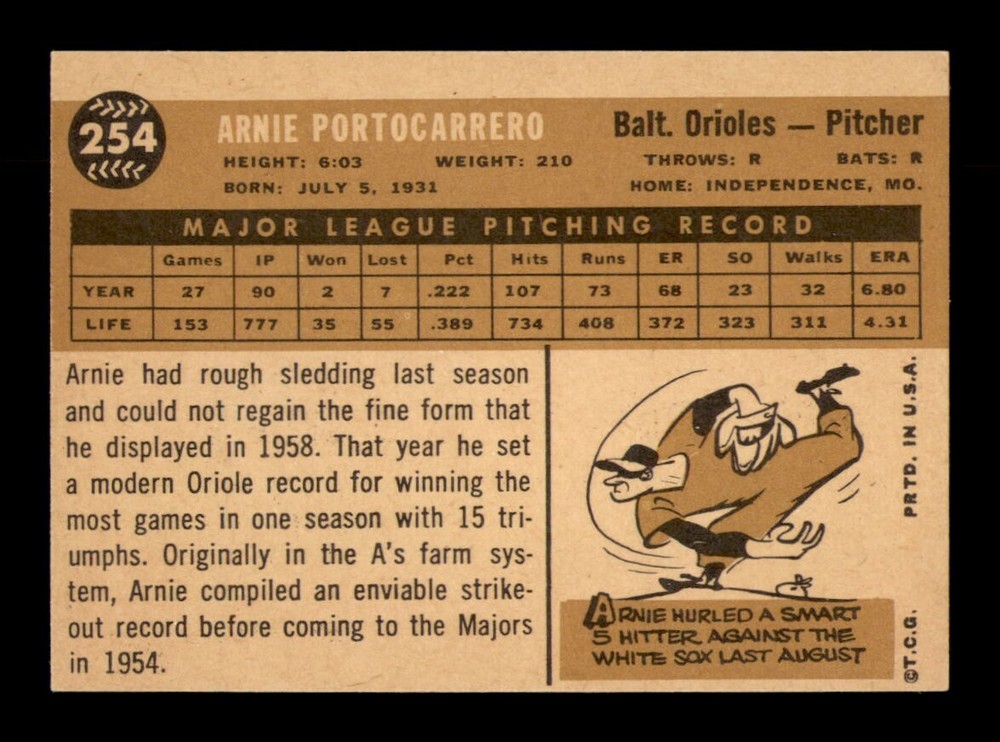 254
ARNIE PORTOCARRERO
Balt. Orioles — Pitcher
HEIGHT: 6:03 WEIGHT: 210 THROWS: R BATS: R
BORN: JULY 5, 1931 HOME: INDEPENDENCE, MO.
MAJOR LEAGUE PITCHING RECORD
Games IP Won Lost Pct Hits Runs ER SO Walks ERA
YEAR 27 90 2 7 .222 107 73 68 23 32 6.80
LIFE 153 777 35 55 .389 734 408 372 323 311 4.31
Arnie had rough sledding last season
and could not regain the fine form that
he displayed in 1958. That year he set
a modern Oriole record for winning the
most games in one season with 15 tri-
umphs. Originally in the A's farm sys-
tem, Arnie compiled an enviable strike-
out record before coming to the Majors
in 1954.
ARNIE HURLED A SMART
5 HITTER AGAINST THE
WHITE SOX LAST AUGUST
©T.C.G. PRTD. IN U.S.A.